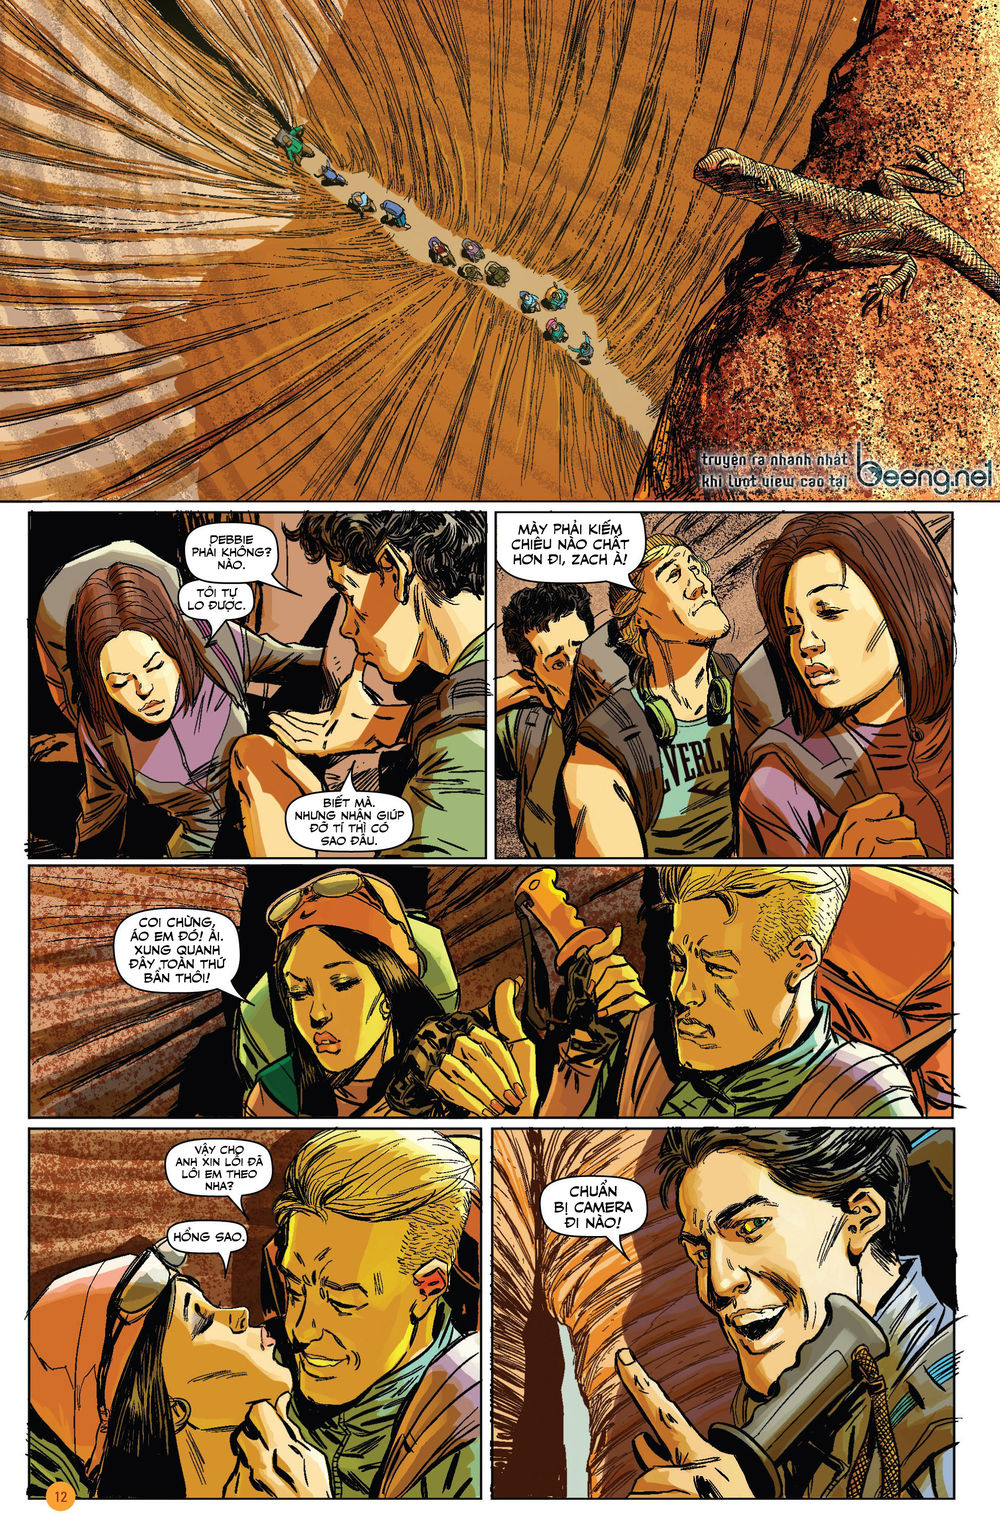 truyện ra nhanh nhất
khi lượt view cao tại
beeng.net
DEBBIE
PHẢI KHÔNG?
NÀO.
TÔI TỰ
LO ĐƯỢC.
BIẾT MÀ.
NHƯNG NHẬN GIÚP
ĐỠ TÍ THÌ CÓ
SAO ĐÂU.
MÀY PHẢI KIẾM
CHIÊU NÀO CHẤT
HƠN ĐI, ZACH À!
EVERLA
COI CHỪNG,
ÁO EM ĐÓ! ÁI.
XUNG QUANH
ĐÂY TOÀN THỨ
BẨN THỎI!
VẬY CHO
ANH XIN LỖI ĐÃ
LÔI EM THEO
NHA?
HỔNG SAO.
CHUẨN
BỊ CAMERA
ĐI NÀO!
12